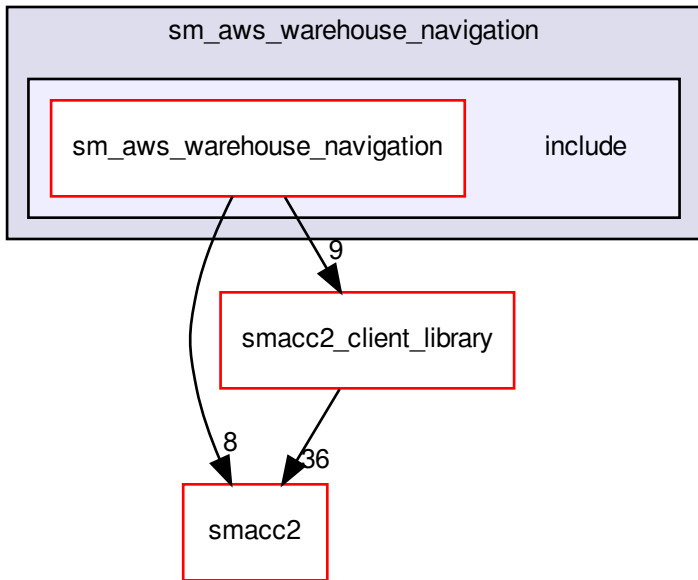 sm_aws_warehouse_navigation
sm_aws_warehouse_navigation
include
9
smacc2_client_library
8
36
smacc2